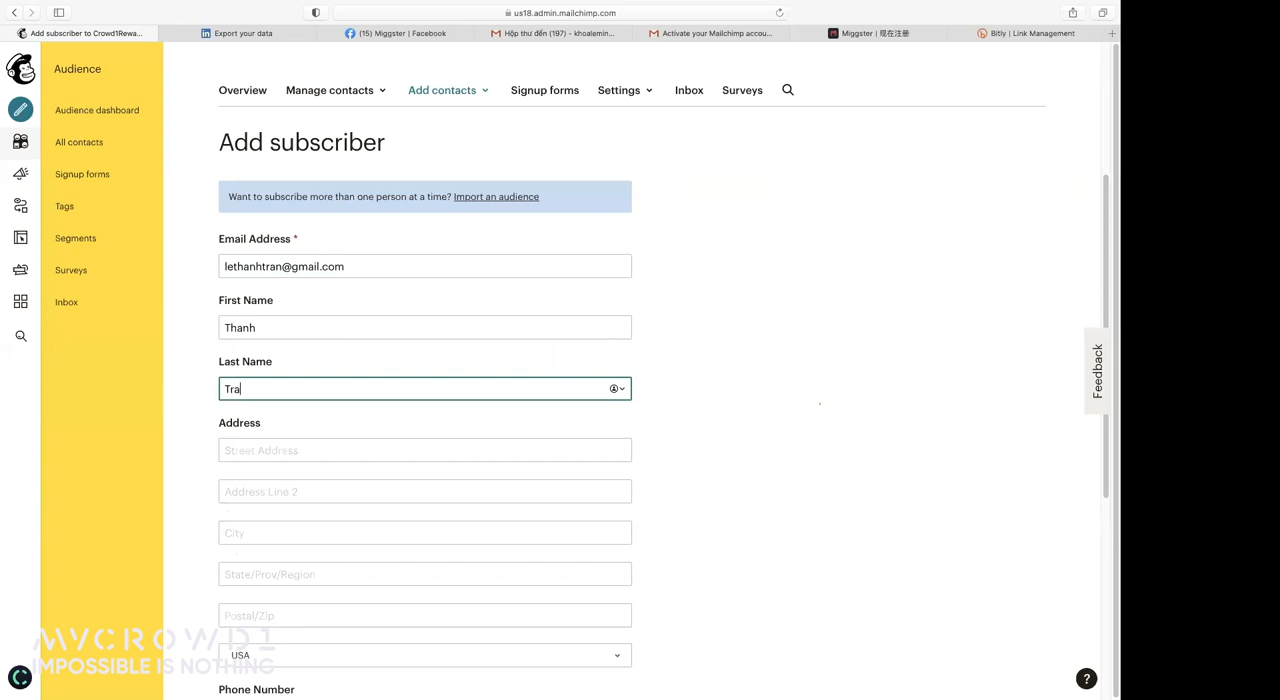 us18.admin.mailchimp.com
Add subscriber to Crowd1Rewa...
Export your data
(15) Miggster | Facebook
Hộp thư đến (197) - khoalemin...
Activate your Mailchimp accou...
Miggster | 现在注册
Bitly | Link Management
Audience
Audience dashboard
All contacts
Signup forms
Tags
Segments
Surveys
Inbox
Overview
Manage contacts
Add contacts
Signup forms
Settings
Inbox
Surveys
Add subscriber
Want to subscribe more than one person at a time? Import an audience
Email Address *
lethanhtran@gmail.com
First Name
Thanh
Last Name
Tra
Address
Street Address
Address Line 2
City
State/Prov/Region
Postal/Zip
USA
Phone Number
Feedback
?
MYCROWD1
IMPOSSIBLE IS NOTHING